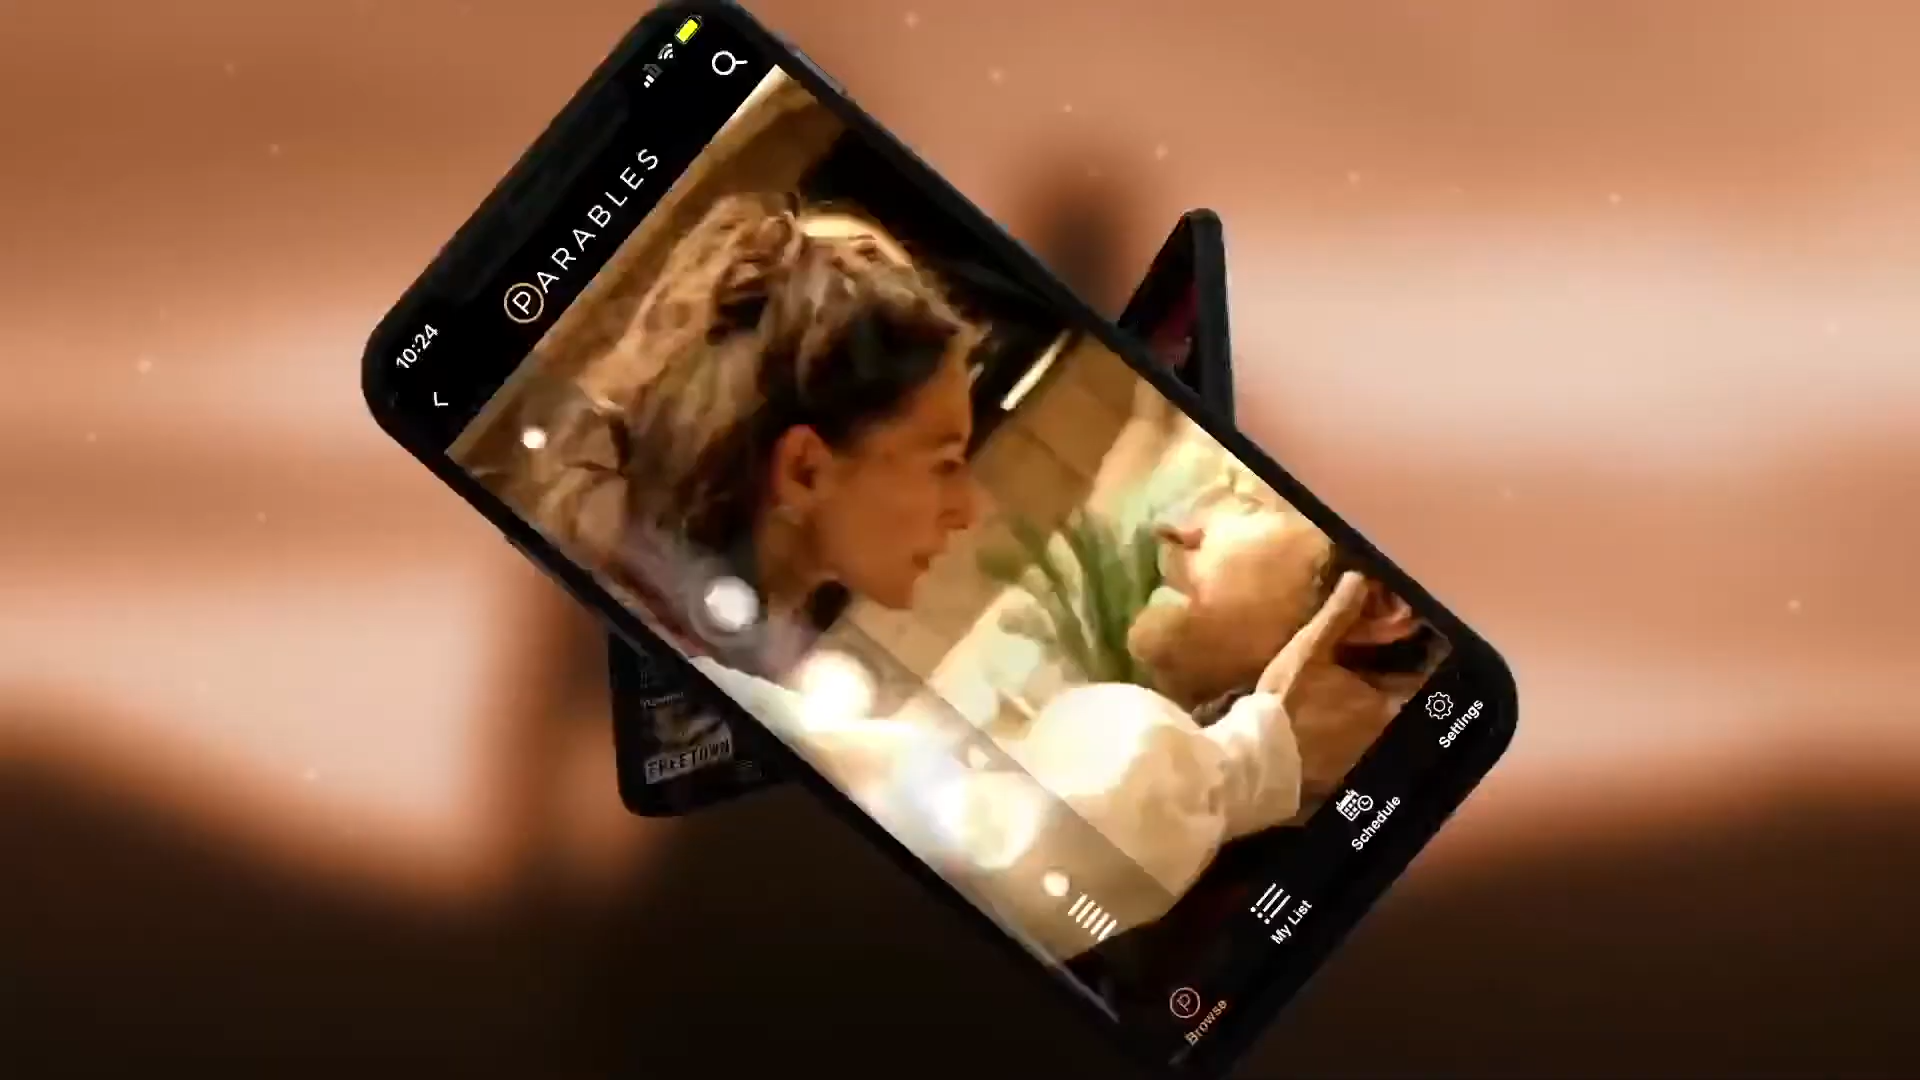 10:24
PARABLES
Settings
Schedule
My List
Browse
FREETOWN